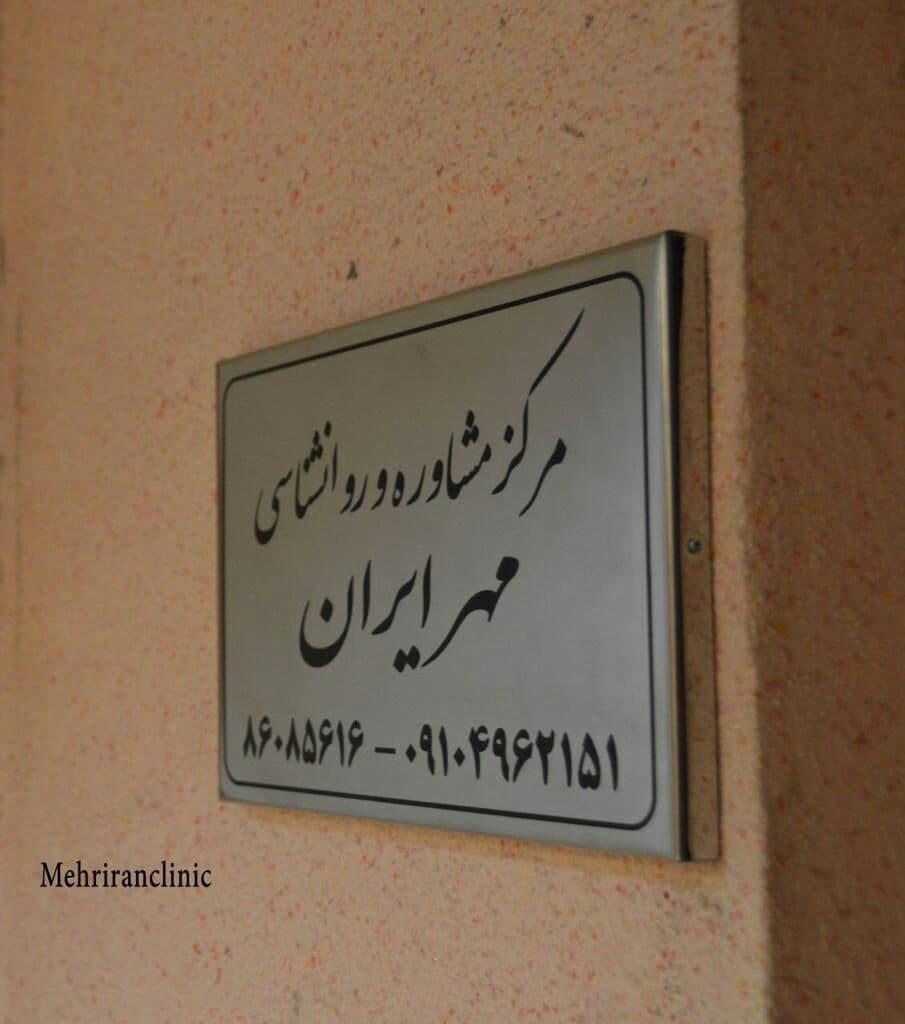 مرکز مشاوره و روانشناسی
مهر ایران
۸۶۰۸۵۶۱۶ - ۰۹۱۰۴۹۶۲۱۵۱
Mehriranclinic